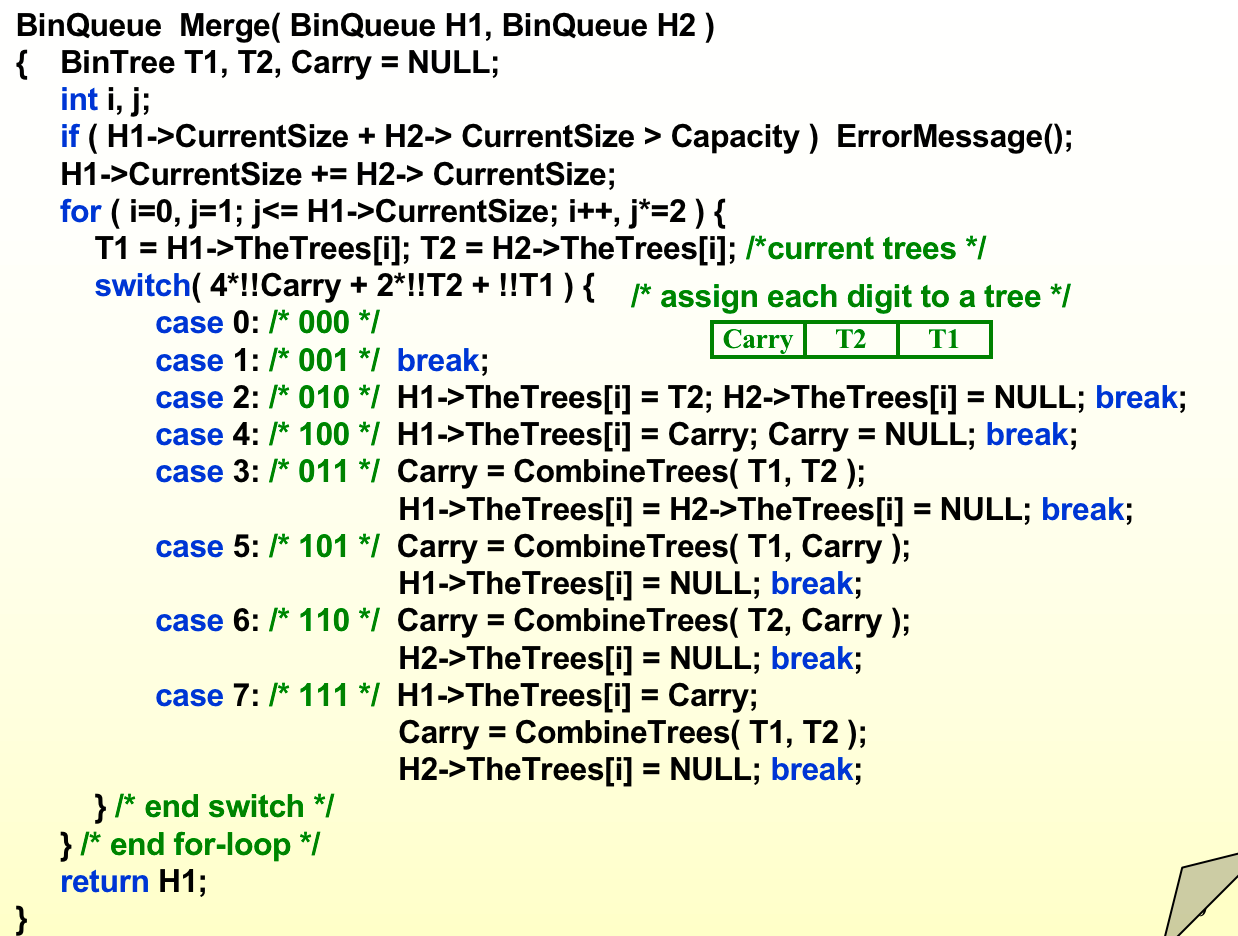 BinQueue Merge( BinQueue H1, BinQueue H2 )
{ BinTree T1, T2, Carry = NULL;
int i, j;
if ( H1->CurrentSize + H2-> CurrentSize > Capacity ) ErrorMessage();
H1->CurrentSize += H2-> CurrentSize;
for ( i=0, j=1; j<= H1->CurrentSize; i++, j*=2 ) {
T1 = H1->TheTrees[i]; T2 = H2->TheTrees[i]; /*current trees */
switch( 4*!!Carry + 2*!!T2 + !!T1 ) { /* assign each digit to a tree */
case 0: /* 000 */
Carry T2 T1
case 1: /* 001 */ break;
case 2: /* 010 */ H1->TheTrees[i] = T2; H2->TheTrees[i] = NULL; break;
case 4: /* 100 */ H1->TheTrees[i] = Carry; Carry = NULL; break;
case 3: /* 011 */ Carry = CombineTrees( T1, T2 );
H1->TheTrees[i] = H2->TheTrees[i] = NULL; break;
case 5: /* 101 */ Carry = CombineTrees( T1, Carry );
H1->TheTrees[i] = NULL; break;
case 6: /* 110 */ Carry = CombineTrees( T2, Carry );
H2->TheTrees[i] = NULL; break;
case 7: /* 111 */ H1->TheTrees[i] = Carry;
Carry = CombineTrees( T1, T2 );
H2->TheTrees[i] = NULL; break;
} /* end switch */
} /* end for-loop */
return H1;
}